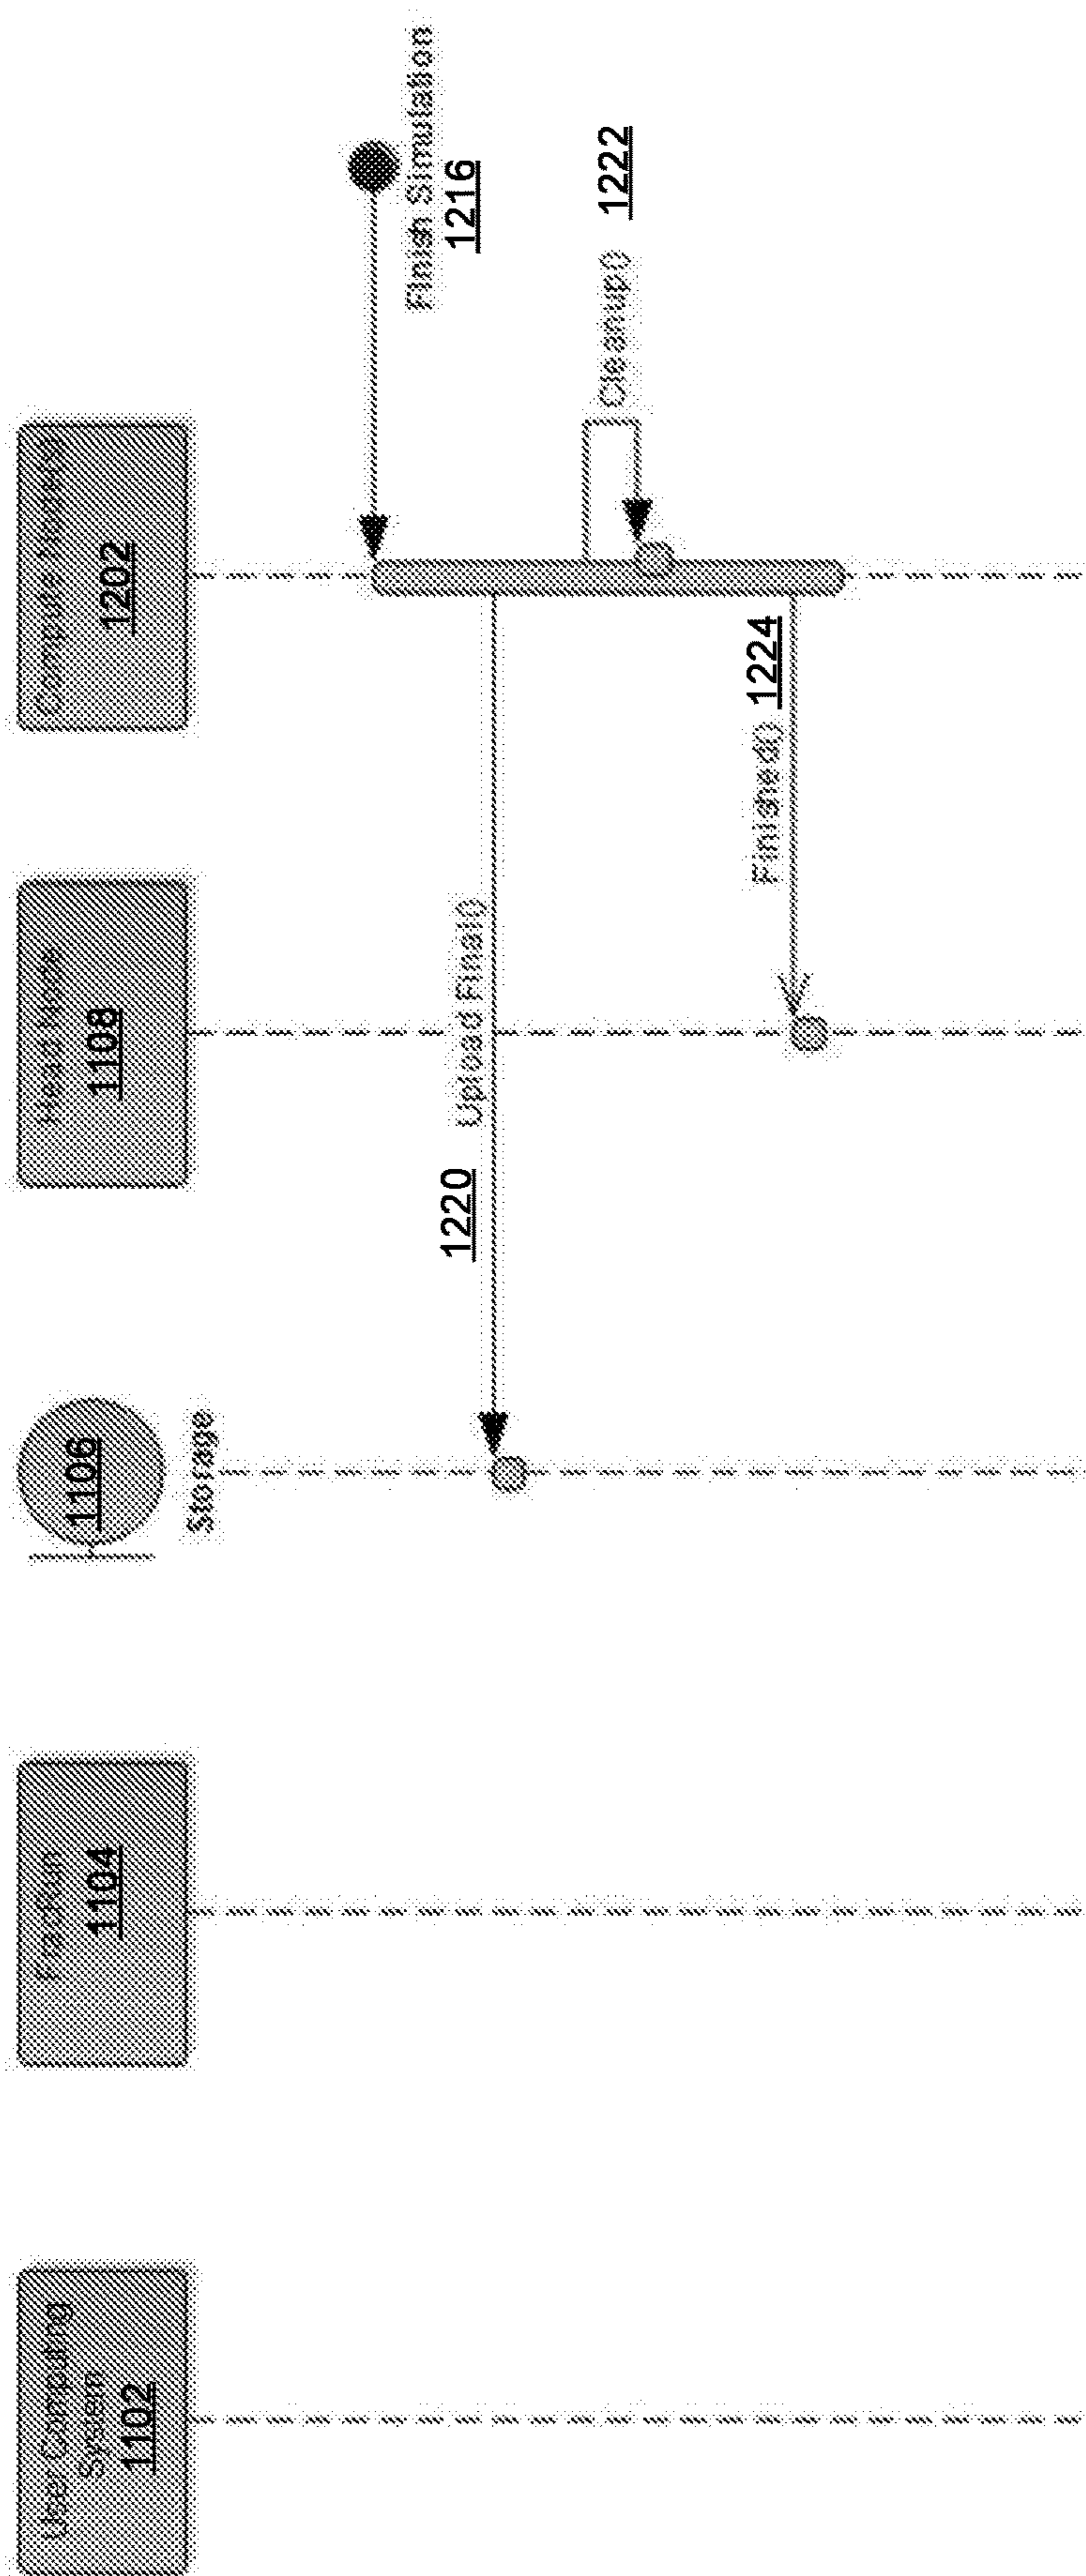 User Computing
System
1102
FracRun
1104
1106
Storage
Head Node
1108
Compute Node(s)
1202
Finish Simulation
1216
1220
Upload Final()
Cleanup()
1222
Finished()
1224